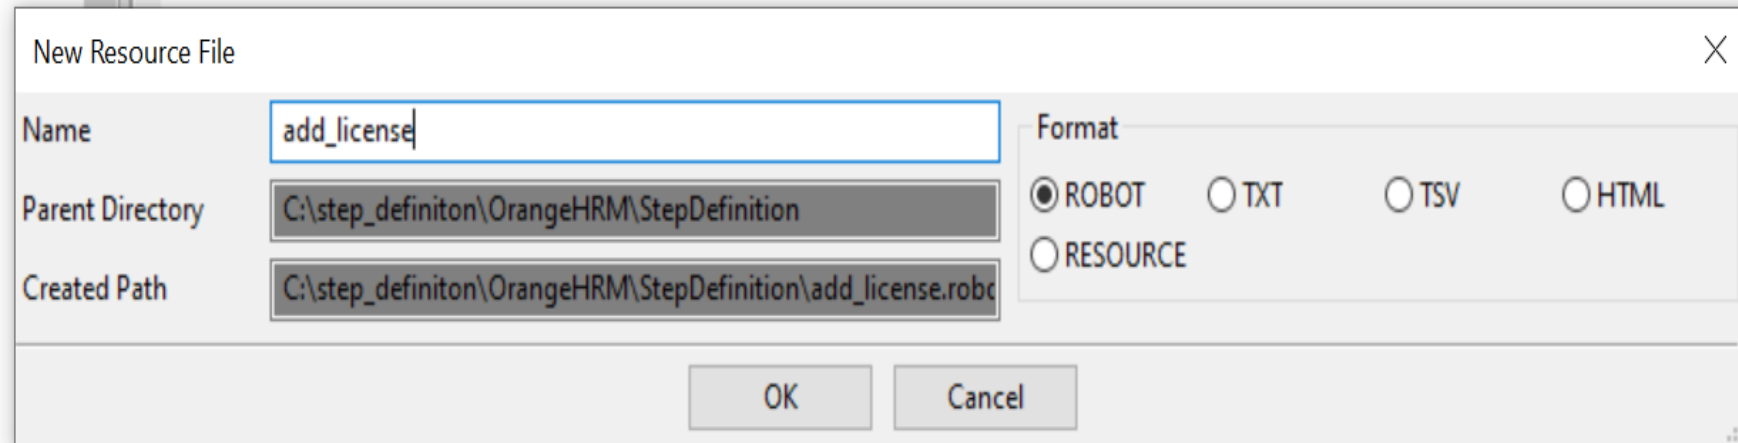 New Resource File
Name
add_license
Parent Directory
C:\step_definiton\OrangeHRM\StepDefinition
Created Path
C:\step_definiton\OrangeHRM\StepDefinition\add_license.robo
Format
ROBOT TXT TSV HTML
RESOURCE
OK Cancel